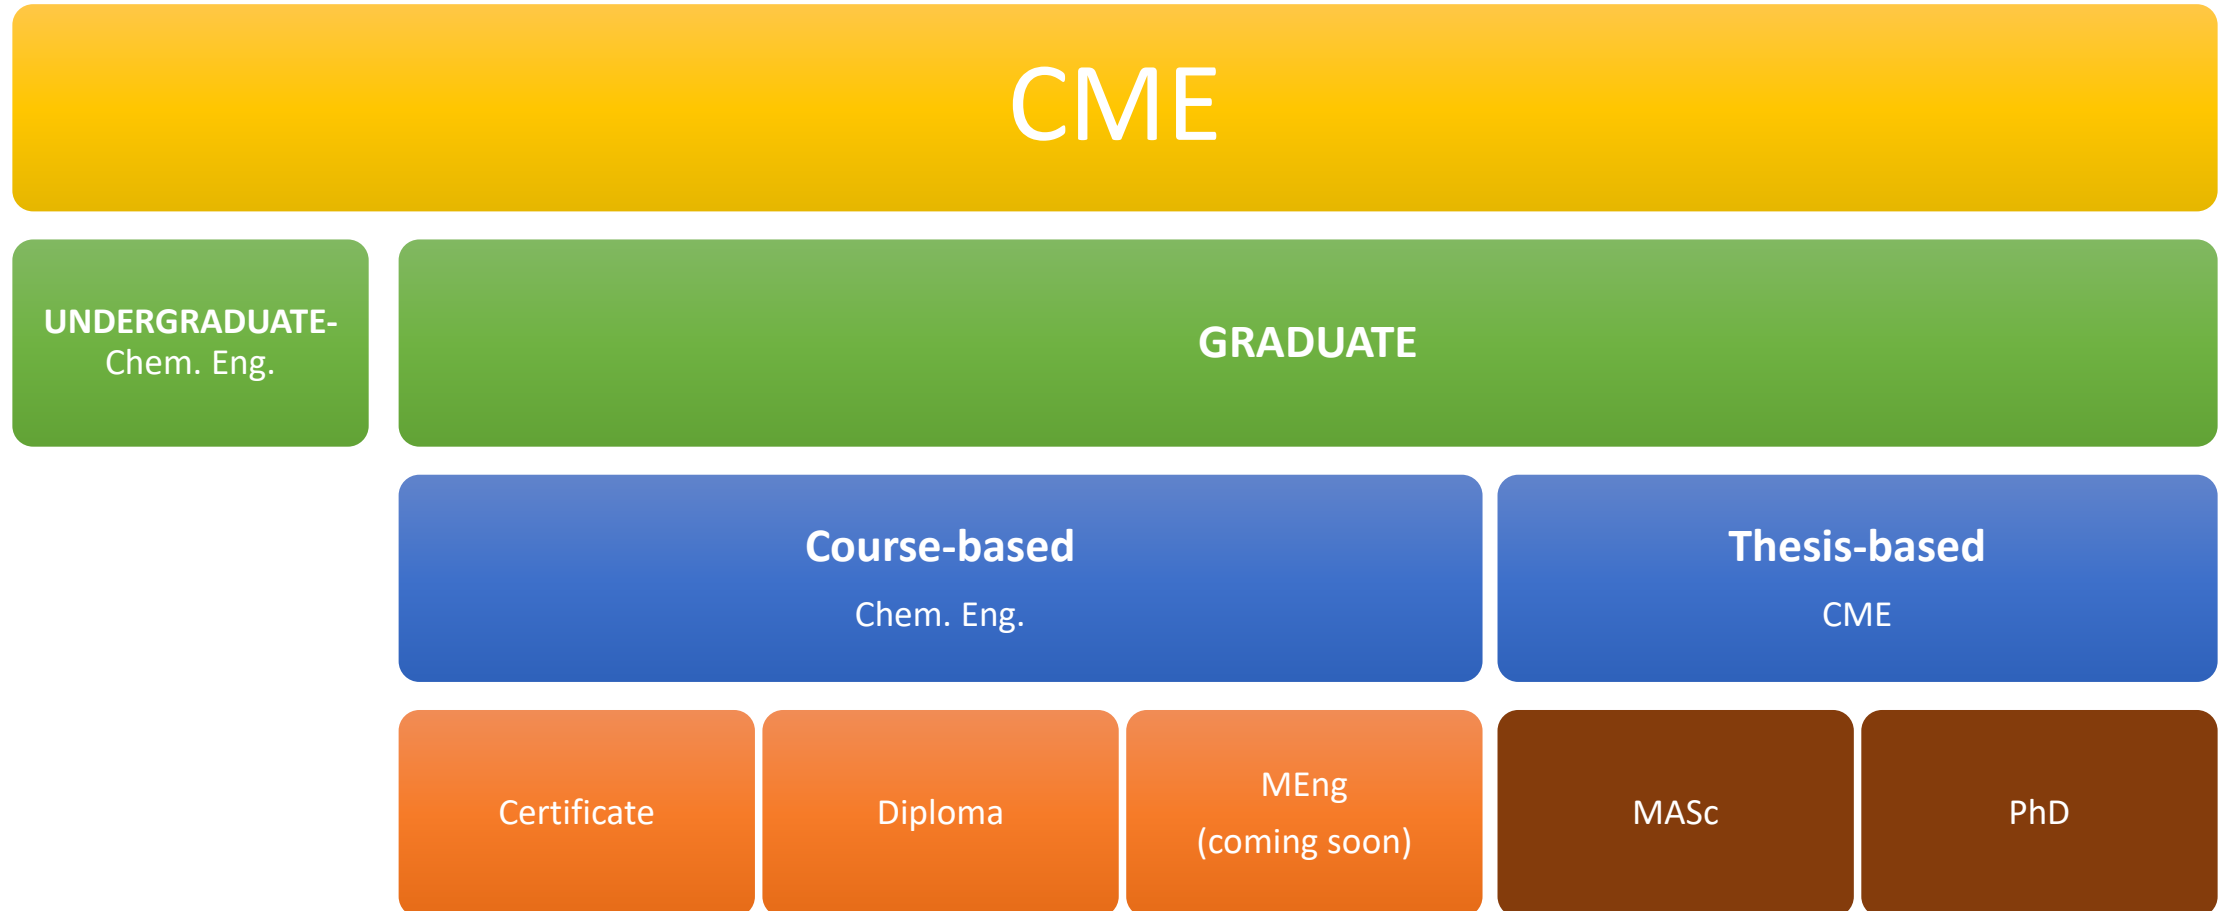 CME
UNDERGRADUATE-
Chem. Eng.
GRADUATE
Course-based
Chem. Eng.
Thesis-based
CME
Certificate
Diploma
MEng
(coming soon)
MASc
PhD